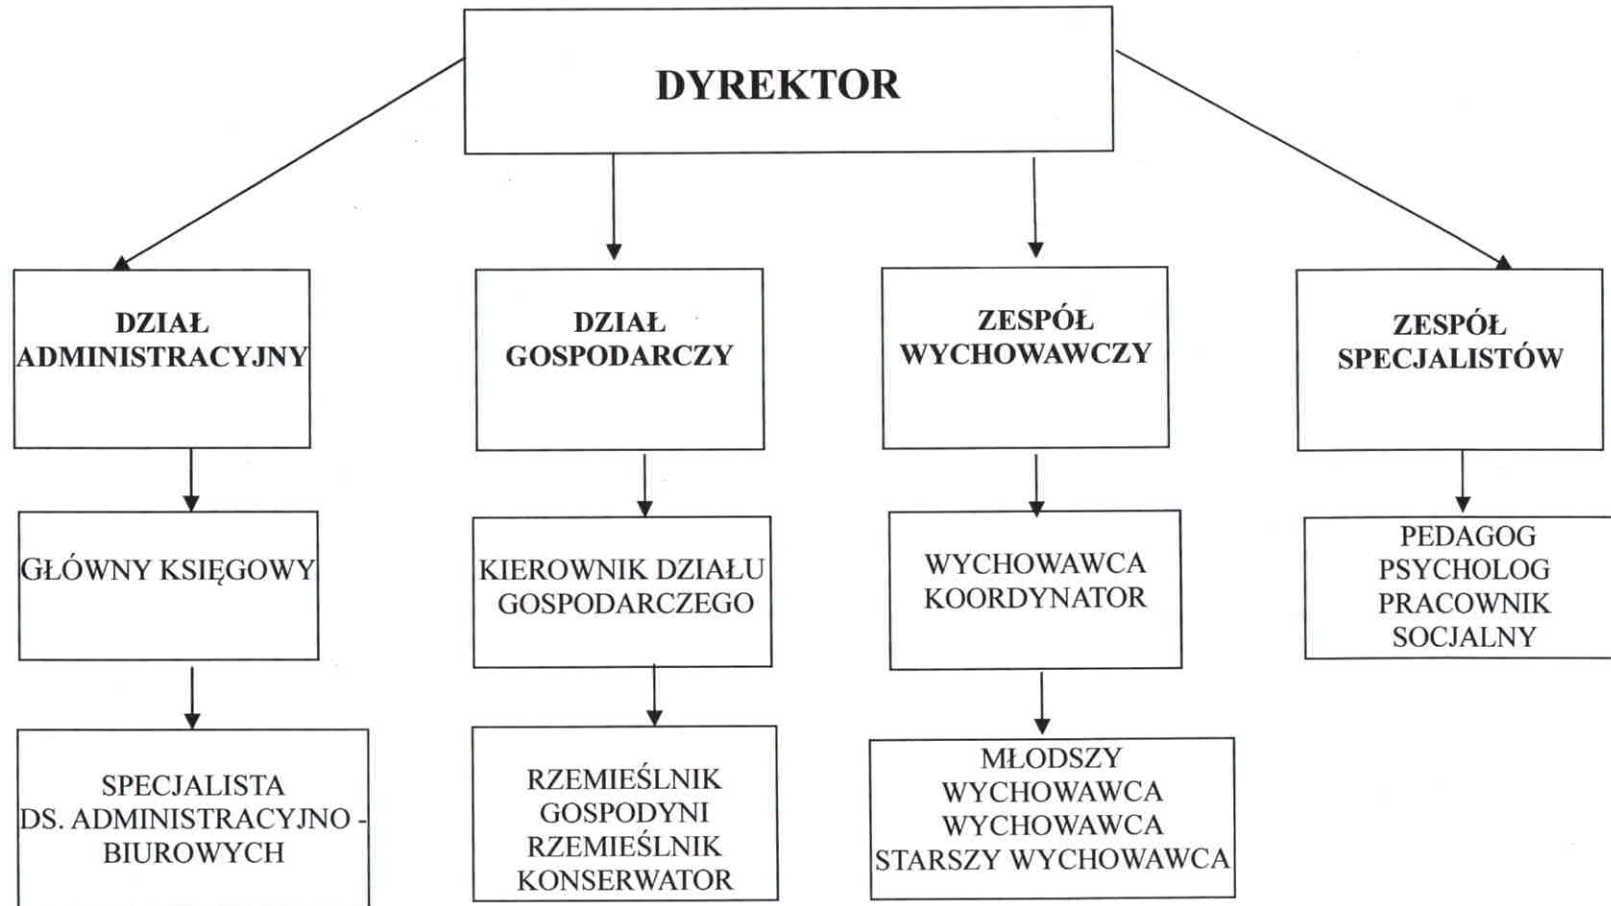 DYREKTOR
DZIAŁ
ADMINISTRACYJNY
DZIAŁ
GOSPODARCZY
ZESPÓŁ
WYCHOWAWCZY
ZESPÓŁ
SPECJALISTÓW
GŁÓWNY KSIĘGOWY
KIEROWNIK DZIAŁU
GOSPODARCZEGO
WYCHOWAWCA
KOORDYNATOR
PEDAGOG
PSYCHOLOG
PRACOWNIK
SOCJALNY
SPECJALISTA
DS. ADMINISTRACYJNO -
BIUROWYCH
RZEMIEŚLNIK
GOSPODYNI
RZEMIEŚLNIK
KONSERWATOR
MŁODSZY
WYCHOWAWCA
WYCHOWAWCA
STARSZY WYCHOWAWCA